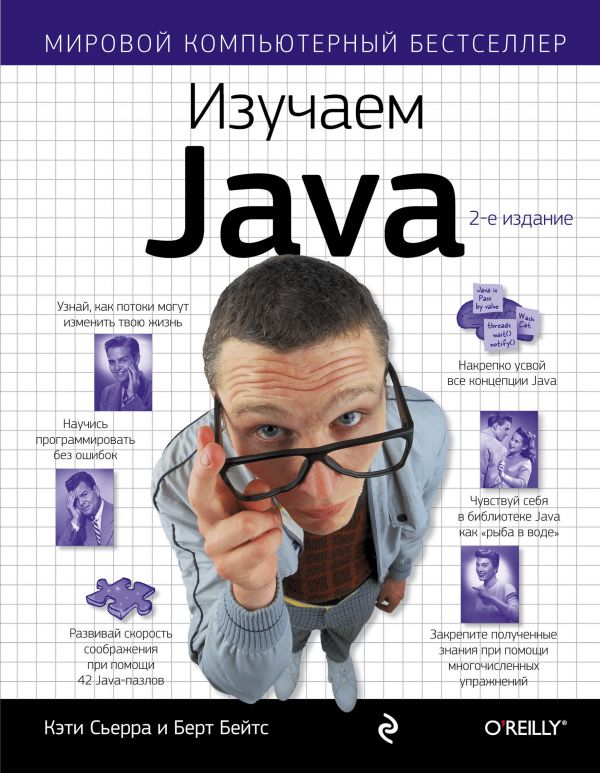 МИРОВОЙ КОМПЬЮТЕРНЫЙ БЕСТСЕЛЛЕР
Изучаем
Java
2-е издание
Узнай, как потоки могут
изменить твою жизнь
Java is
Pass
by value
Wash
Cat
threads
wait()
notify()
Накрепко усвой
все концепции Java
Научись
программировать
без ошибок
Чувствуй себя
в библиотеке Java
как «рыба в воде»
Развивай скорость
соображения
при помощи
42 Java-пазлов
Закрепите полученные
знания при помощи
многочисленных
упражнений
Кэти Сьерра и Берт Бейтс
O'REILLY®